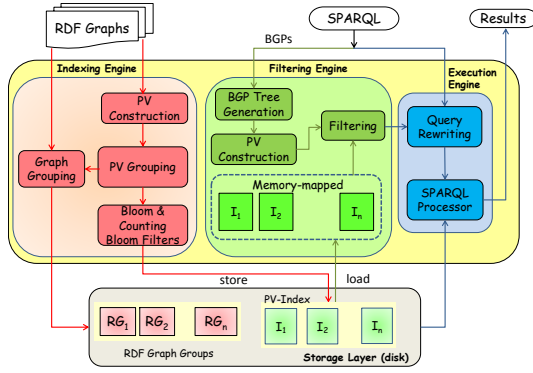 RDF Graphs
SPARQL
Results
BGPs
Indexing Engine
Filtering Engine
Execution
Engine
PV
Construction
BGP Tree
Generation
Filtering
Query
Rewriting
PV
Construction
Graph
Grouping
PV Grouping
Memory-mapped
SPARQL
Processor
Bloom &
Counting
Bloom Filters
I1
I2
In
store
load
PV-Index
RG1
RG2
RGn
I1
I2
In
RDF Graph Groups
Storage Layer (disk)